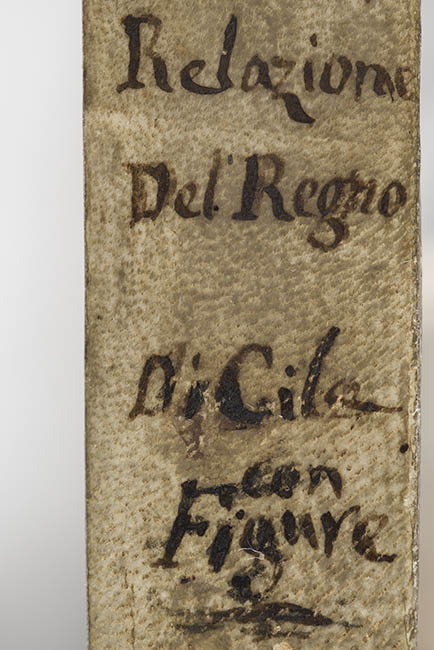 Relazione
Del Regno
Di Cila
con
Figure